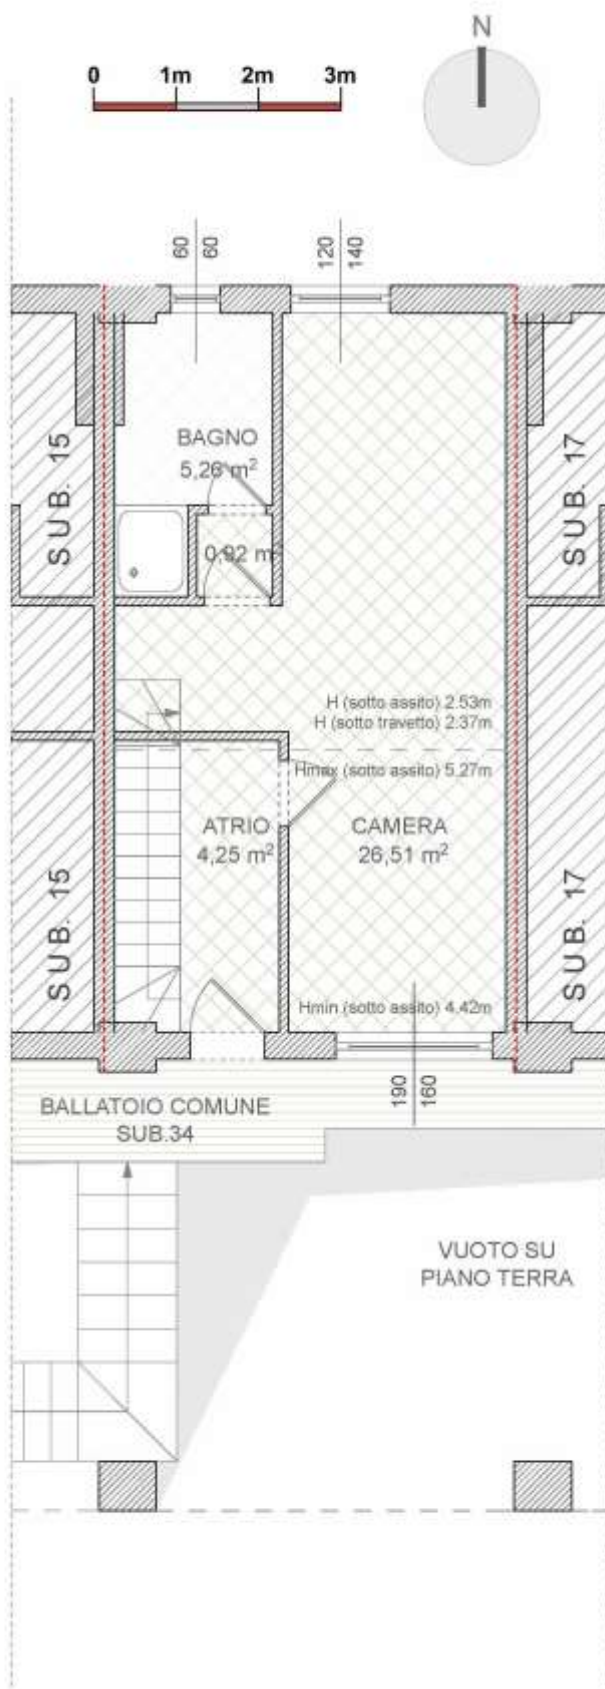 N
0 1m 2m 3m
60
60
120
140
BAGNO
5,26 m²
SUB. 15
SUB. 17
0,92 m²
H (sotto assito) 2.53m
H (sotto travetto) 2.37m
Hmax (sotto assito) 5.27m
ATRIO
4,25 m²
CAMERA
26,51 m²
SUB. 15
SUB. 17
Hmin (sotto assito) 4.42m
190
160
BALLATOIO COMUNE
SUB.34
VUOTO SU
PIANO TERRA